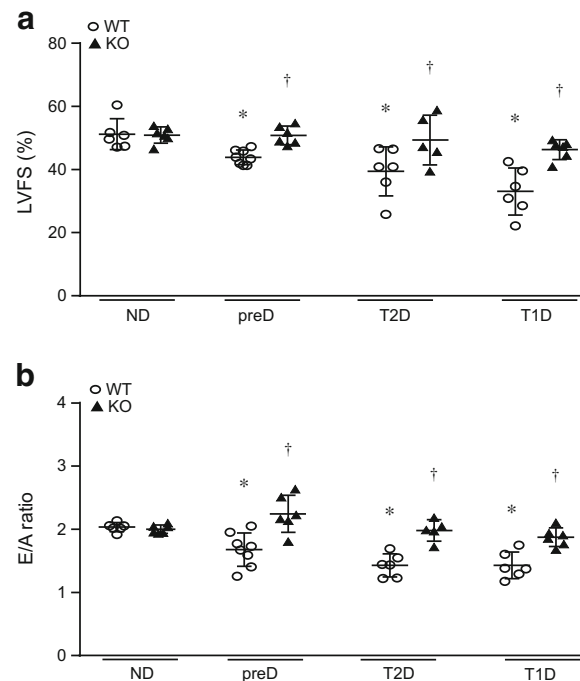 a
○ WT
▲ KO
80
60
40
20
0
LVFS (%)
* † * † * †
ND preD T2D T1D
b
○ WT
▲ KO
4
3
2
1
0
E/A ratio
* † * † * †
ND preD T2D T1D